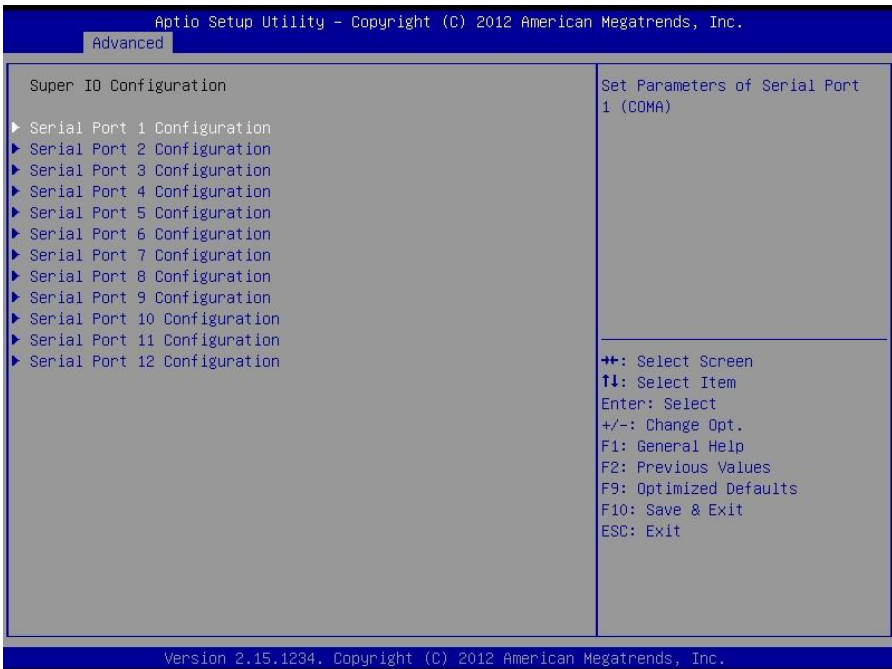 Aptio Setup Utility – Copyright (C) 2012 American Megatrends, Inc.
Advanced
Super IO Configuration
Serial Port 1 Configuration
Serial Port 2 Configuration
Serial Port 3 Configuration
Serial Port 4 Configuration
Serial Port 5 Configuration
Serial Port 6 Configuration
Serial Port 7 Configuration
Serial Port 8 Configuration
Serial Port 9 Configuration
Serial Port 10 Configuration
Serial Port 11 Configuration
Serial Port 12 Configuration
Set Parameters of Serial Port
1 (COMA)
→←: Select Screen
↑↓: Select Item
Enter: Select
+/-: Change Opt.
F1: General Help
F2: Previous Values
F9: Optimized Defaults
F10: Save & Exit
ESC: Exit
Version 2.15.1234. Copyright (C) 2012 American Megatrends, Inc.